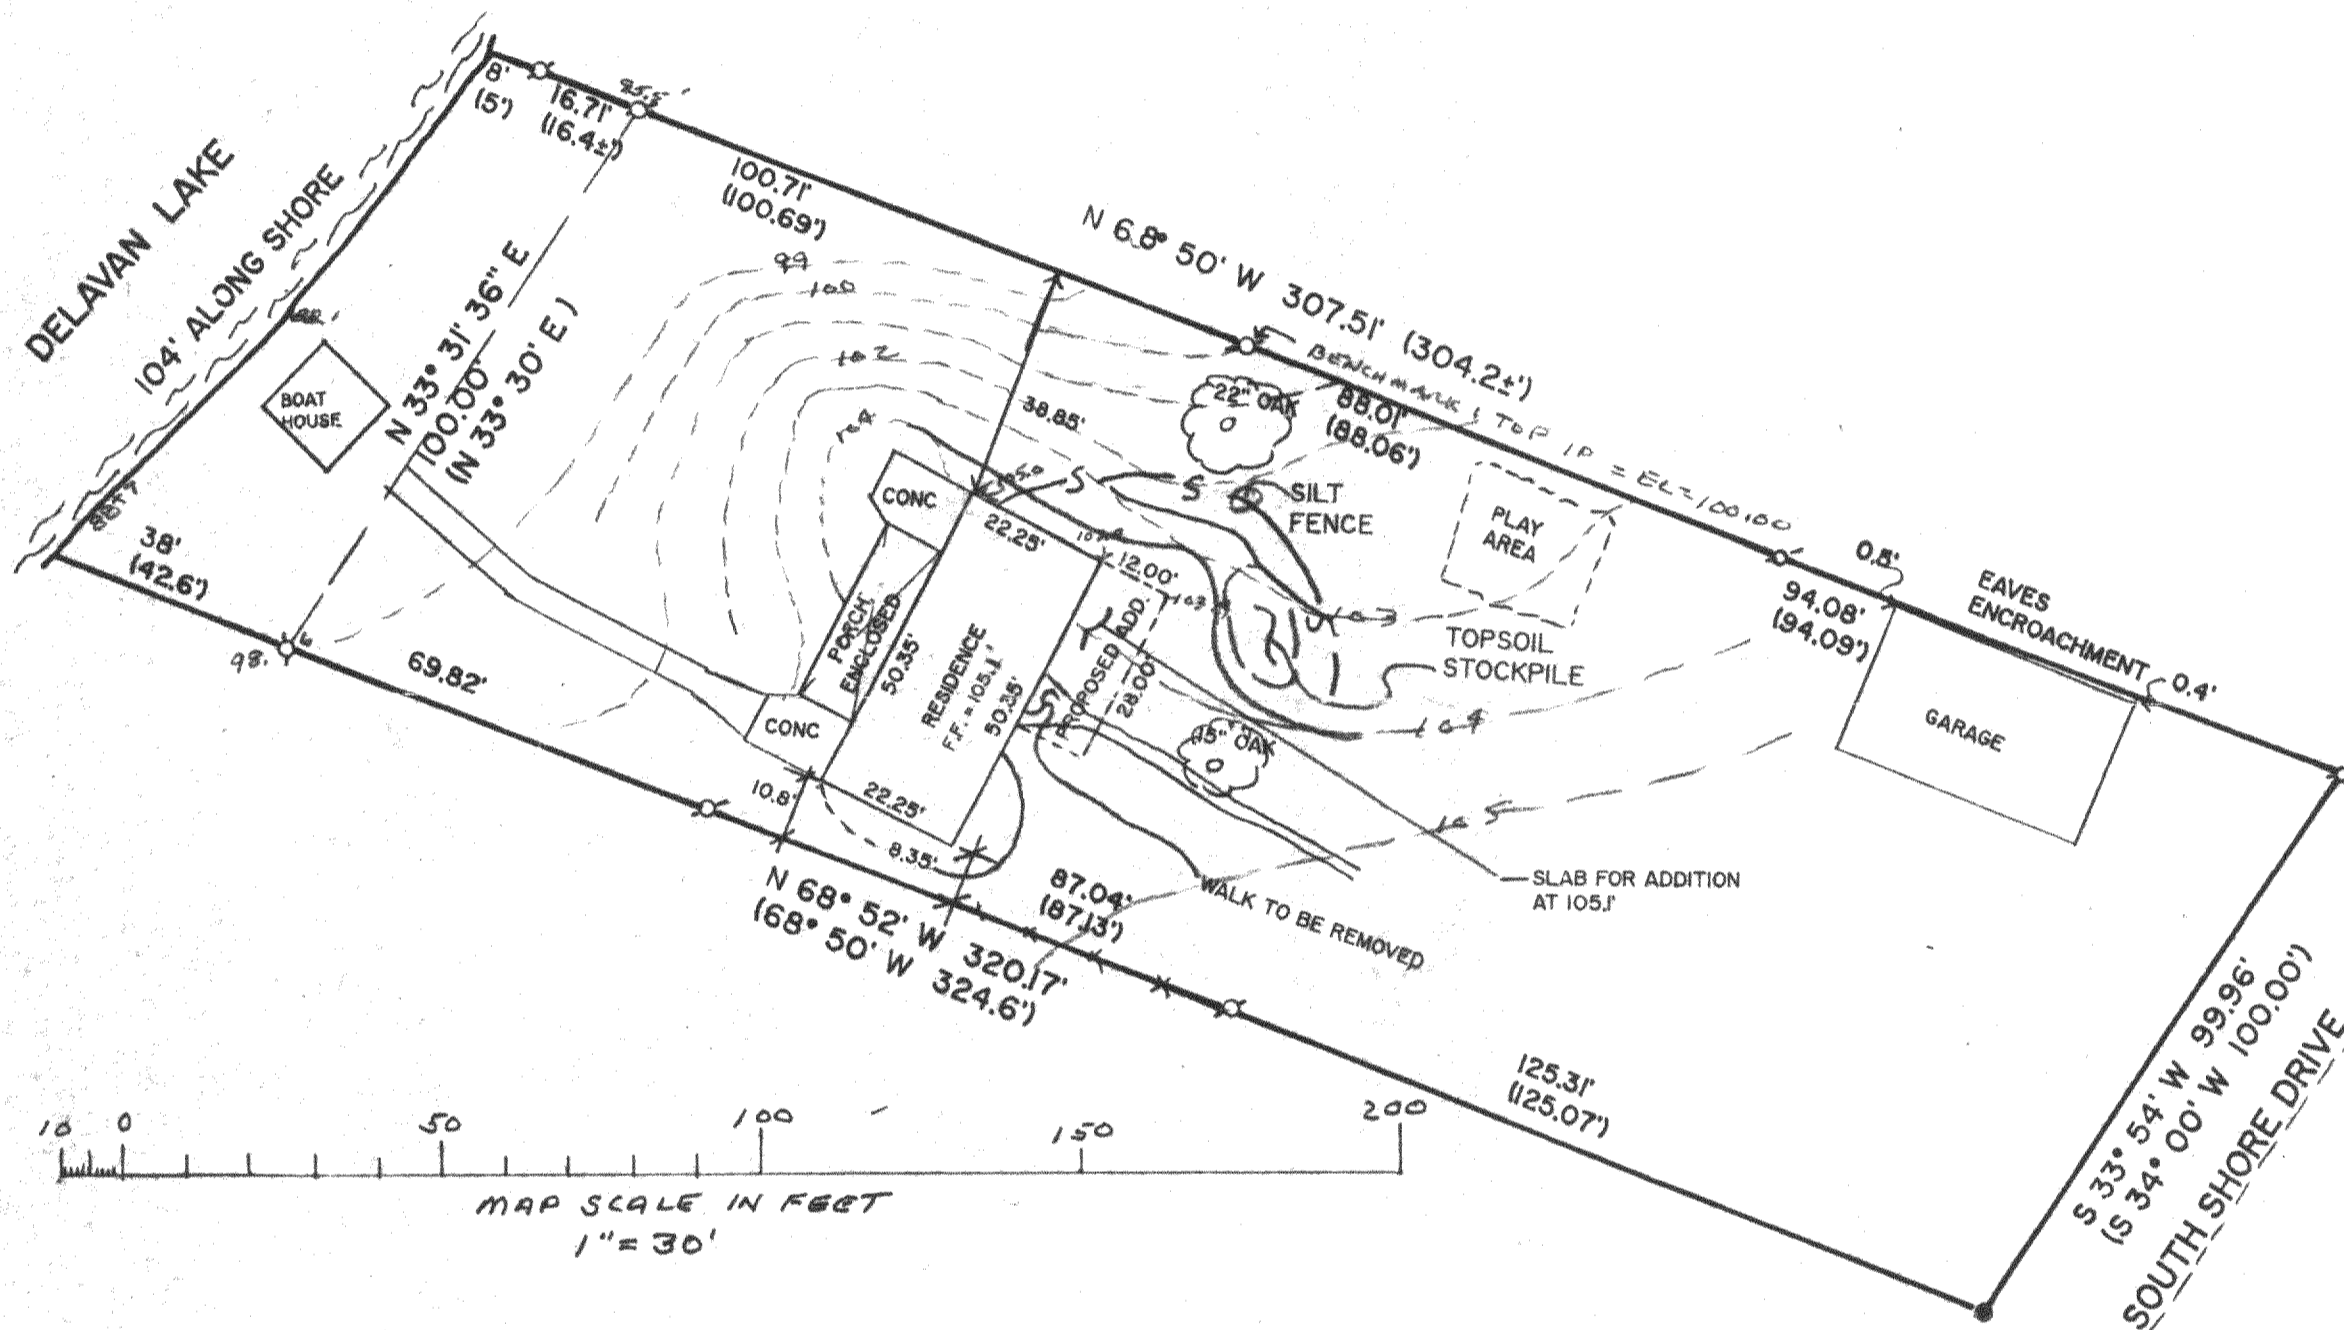 DELAVAN LAKE
104' ALONG SHORE
8'
(5')
16.71'
(16.4±')
95.5'
100.71'
(100.69')
N 68° 50' W 307.51' (304.2±')
BENCHMARK: TOP IP = EL=100.00
88.01'
(88.06')
0.5'
EAVES
ENCROACHMENT
0.4'
94.08'
(94.09')
GARAGE
N 33° 31' 36" E
100.00'
(N 33° 30' E)
BOAT
HOUSE
38'
(42.6')
98.
69.82'
99
100
102
104
38.85'
22" OAK
S
S
SILT
FENCE
PLAY
AREA
CONC
22.25'
12.00'
103
TOPSOIL
STOCKPILE
104
105
PORCH
ENCLOSED
50.35'
RESIDENCE
F.F. = 105.1'
50.35'
PROPOSED ADD.
28.00'
15" OAK
CONC
10.8'
22.25'
8.35'
SLAB FOR ADDITION
AT 105.1'
WALK TO BE REMOVED
87.04'
(87.13')
N 68° 52' W 320.17'
(68° 50' W 324.6')
125.31'
(125.07')
S 33° 54' W 99.96'
(S 34° 00' W 100.00')
SOUTH SHORE DRIVE
10 0 50 100 150 200
MAP SCALE IN FEET
1" = 30'